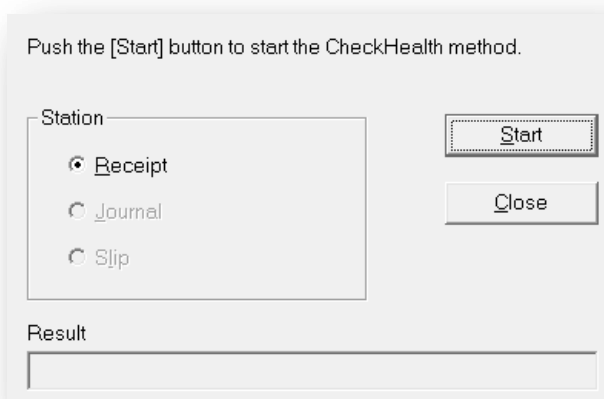 Push the [Start] button to start the CheckHealth method.
Station
Receipt
Journal
Slip
Start
Close
Result